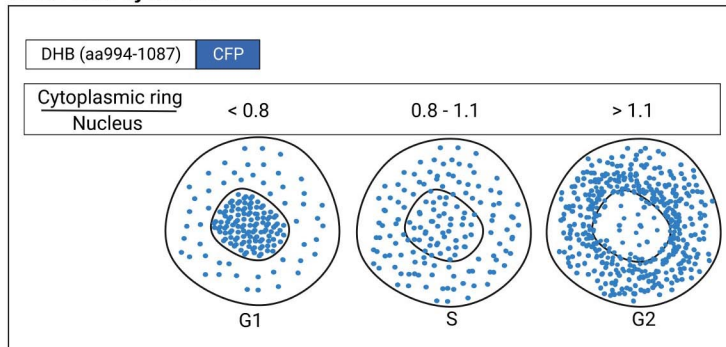 DHB (aa994-1087) CFP
Cytoplasmic ring
Nucleus
< 0.8 0.8 - 1.1 > 1.1
G1 S G2